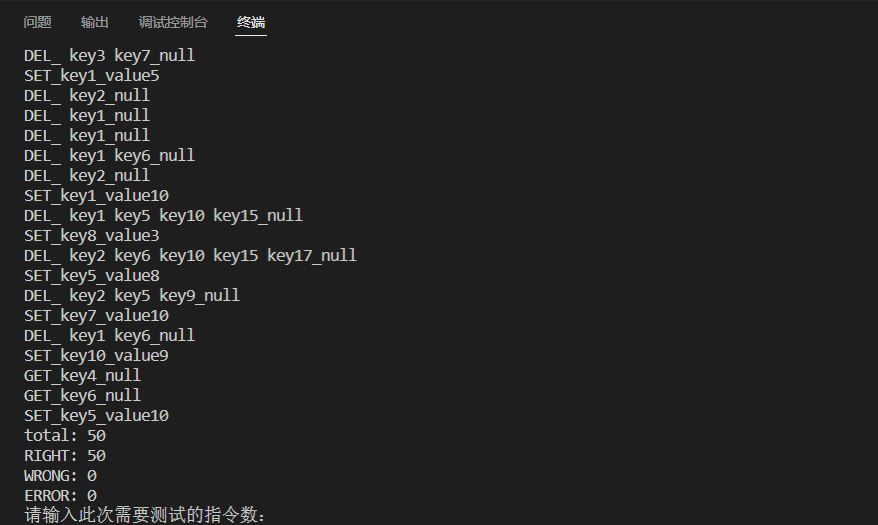 问题 输出 调试控制台 终端
DEL_ key3 key7_null
SET_key1_value5
DEL_ key2_null
DEL_ key1_null
DEL_ key1_null
DEL_ key1 key6_null
DEL_ key2_null
SET_key1_value10
DEL_ key1 key5 key10 key15_null
SET_key8_value3
DEL_ key2 key6 key10 key15 key17_null
SET_key5_value8
DEL_ key2 key5 key9_null
SET_key7_value10
DEL_ key1 key6_null
SET_key10_value9
GET_key4_null
GET_key6_null
SET_key5_value10
total: 50
RIGHT: 50
WRONG: 0
ERROR: 0
请输入此次需要测试的指令数: